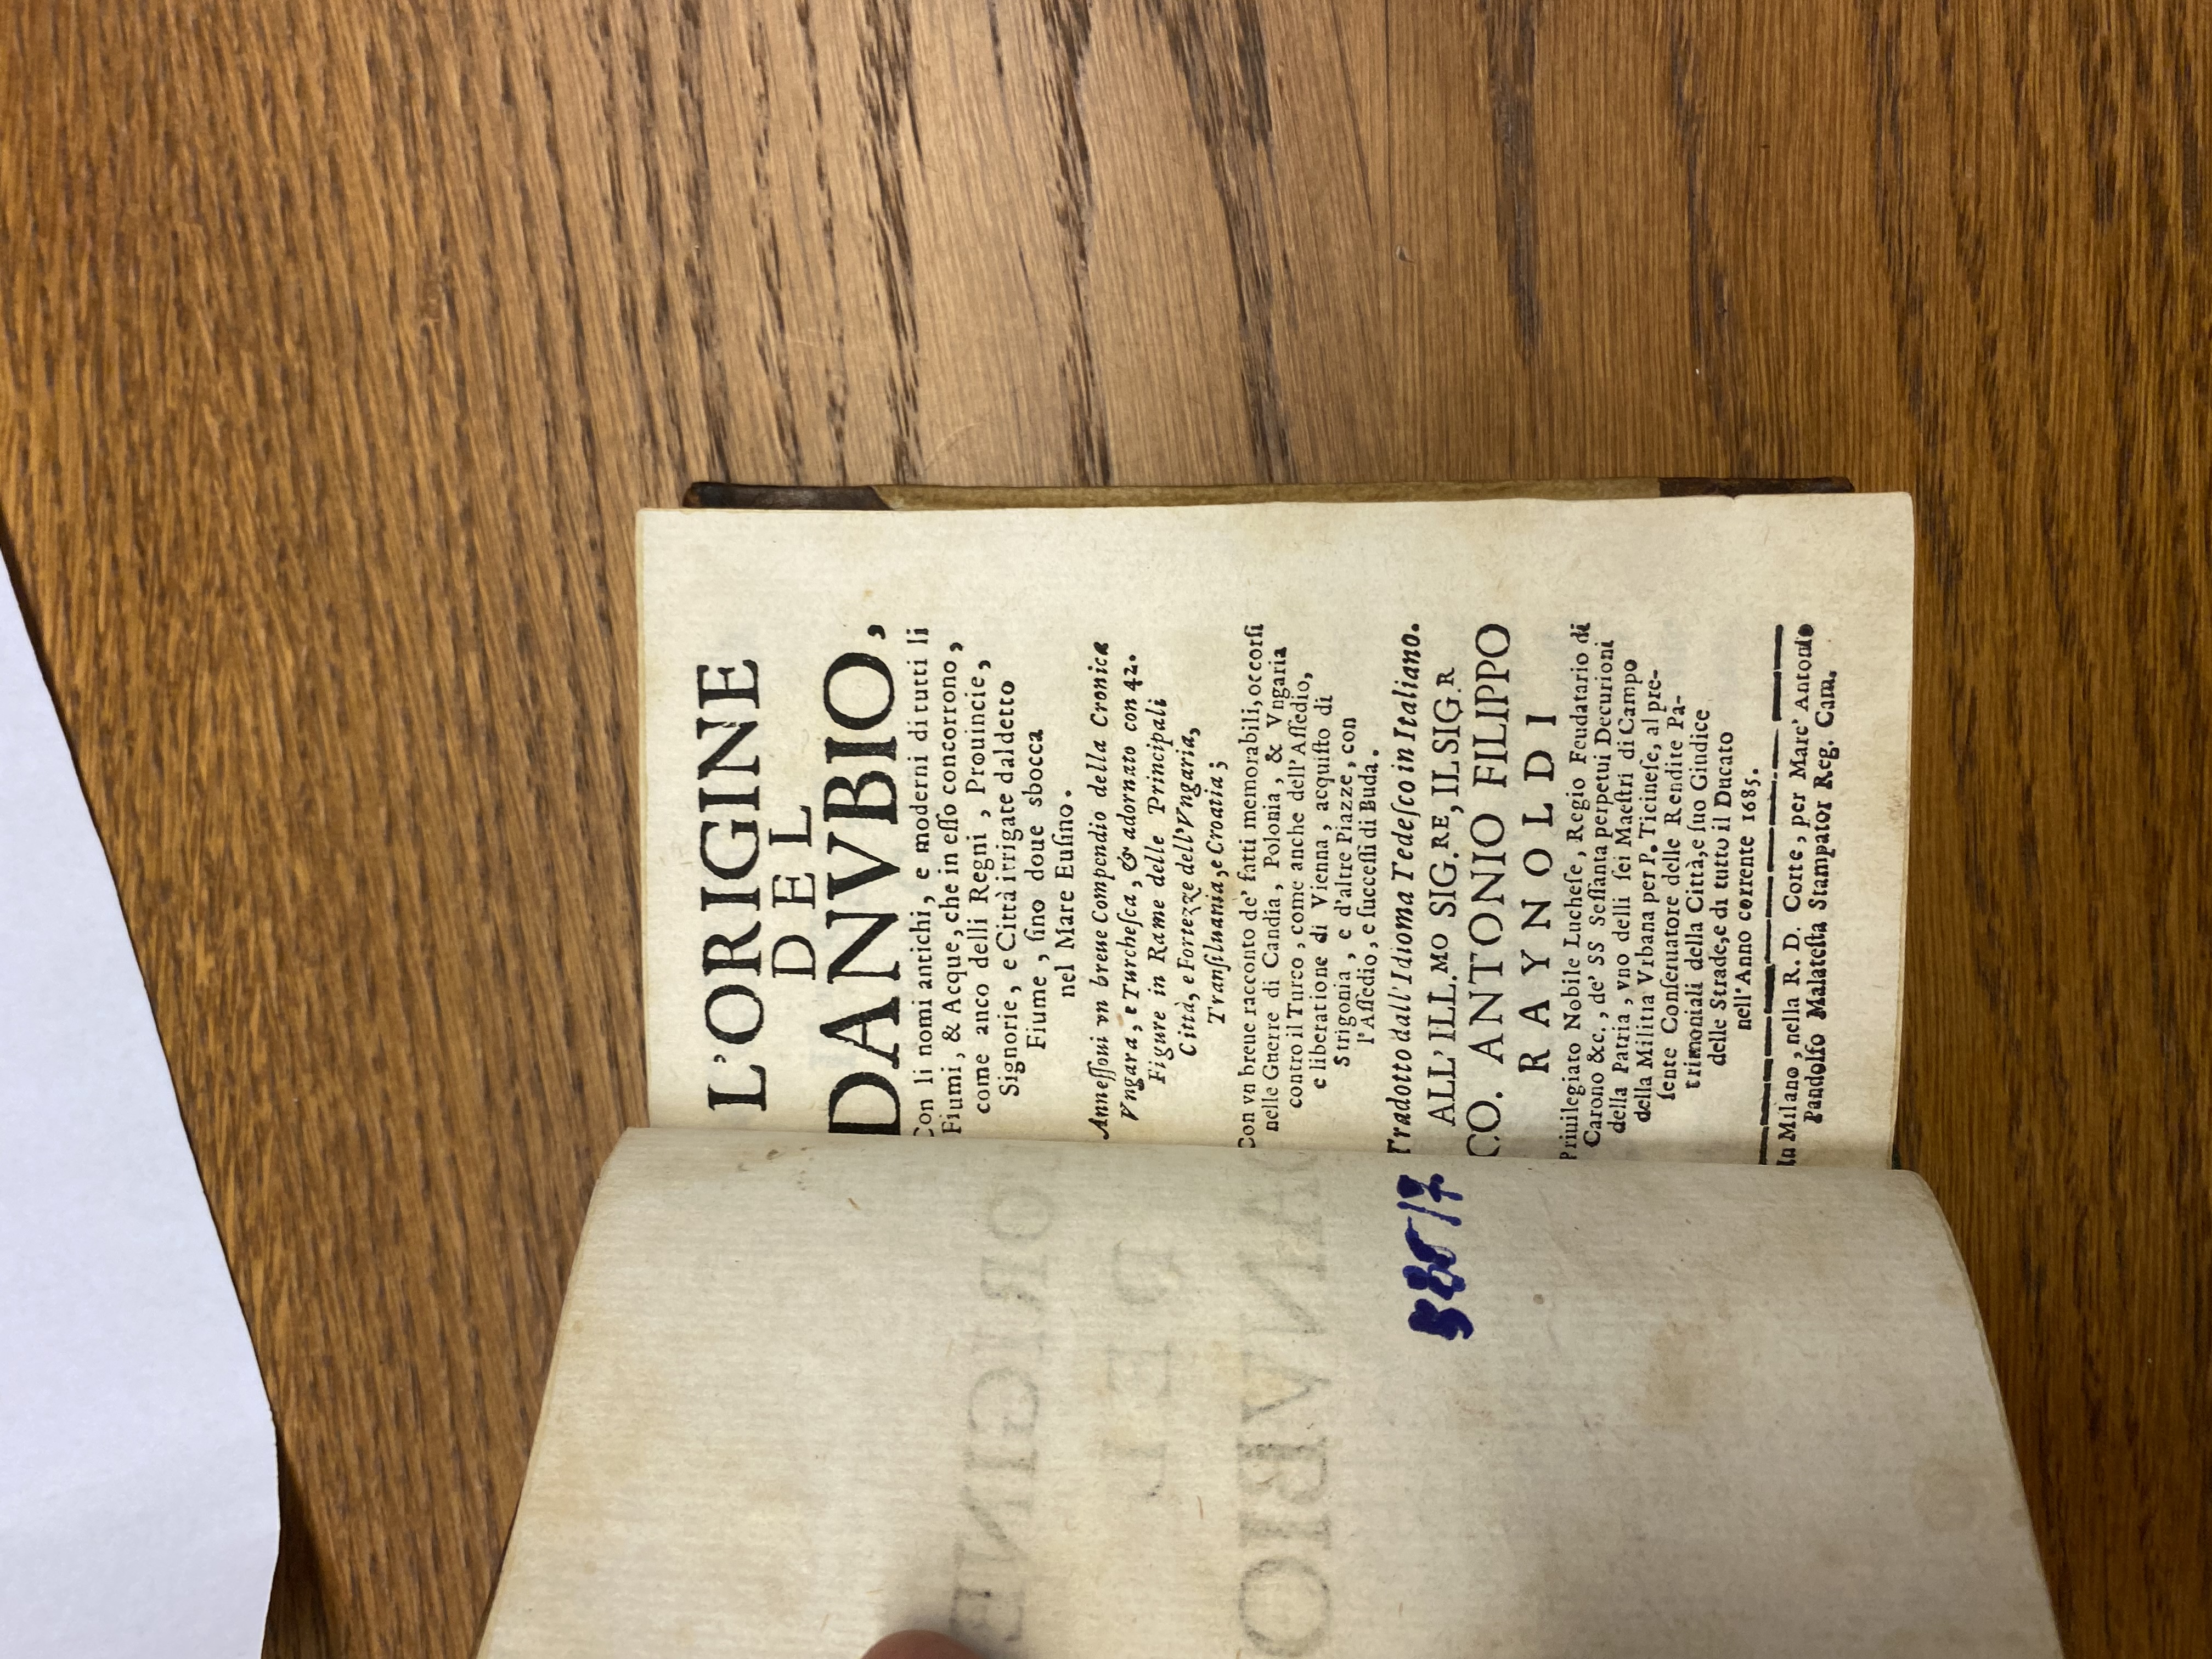 L'ORIGINE
DEL
DANVBIO,
Con li nomi antichi, e moderni di tutti li
Fiumi, & Acque, che in eſſo concorrono,
come anco delli Regni, Prouincie,
Signorie, e Città irrigate dal detto
Fiume, ſino doue sbocca
nel Mare Euſino.
Anneſſoui vn breue Compendio della Cronica
Vngara, e Turcheſca, & adornato con 42.
Figure in Rame delle Principali
Città, e Fortezze dell'Vngaria,
Tranſiluania, e Croatia;
Con vn breue racconto de' fatti memorabili, occorſi
nelle Guerre di Candia, Polonia, & Vngaria
contro il Turco, come anche dell'Aſſedio,
e liberatione di Vienna, acquiſto di
Strigonia, e d'altre Piazze, con
l'Aſſedio, e ſucceſſi di Buda.
Tradotto dall'Idioma Tedeſco in Italiano.
ALL'ILL.MO SIG.RE, IL SIG.R
CO. ANTONIO FILIPPO
RAYNOLDI
Priuilegiato Nobile Lucheſe, Regio Feudatario di
Carono &c., de' SS Seſſanta perpetui Decurioni
della Patria, vno delli ſei Maeſtri di Campo
della Militia Vrbana per P. Ticineſe, al pre-
ſente Conſeruatore delle Rendite Pa-
trimoniali della Città, e ſuo Giudice
delle Strade, e di tutto il Ducato
nell'Anno corrente 1685.
In Milano, nella R. D. Corte, per Marc' Antonio
Pandolfo Malateſta Stampator Reg. Cam.
ORIGINE
DEL
DANVBIO